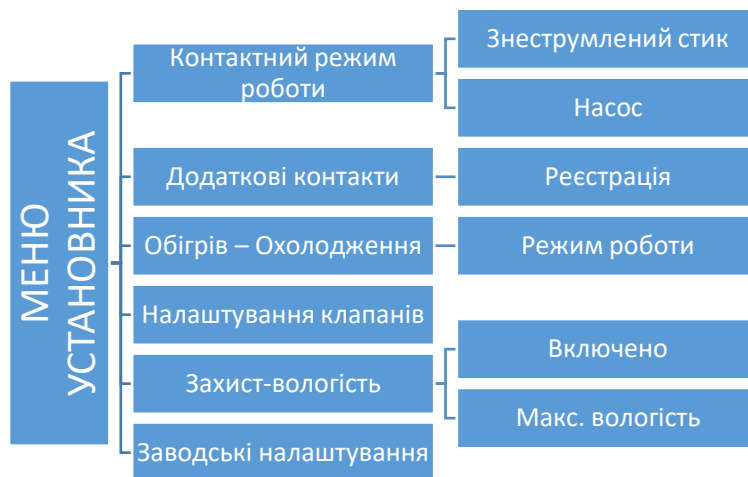 МЕНЮ
УСТАНОВНИКА
Контактний режим
роботи
Знеструмлений стик
Насос
Додаткові контакти
Реєстрація
Обігрів – Охолодження
Режим роботи
Налаштування клапанів
Захист-вологість
Включено
Макс. вологість
Заводські налаштування